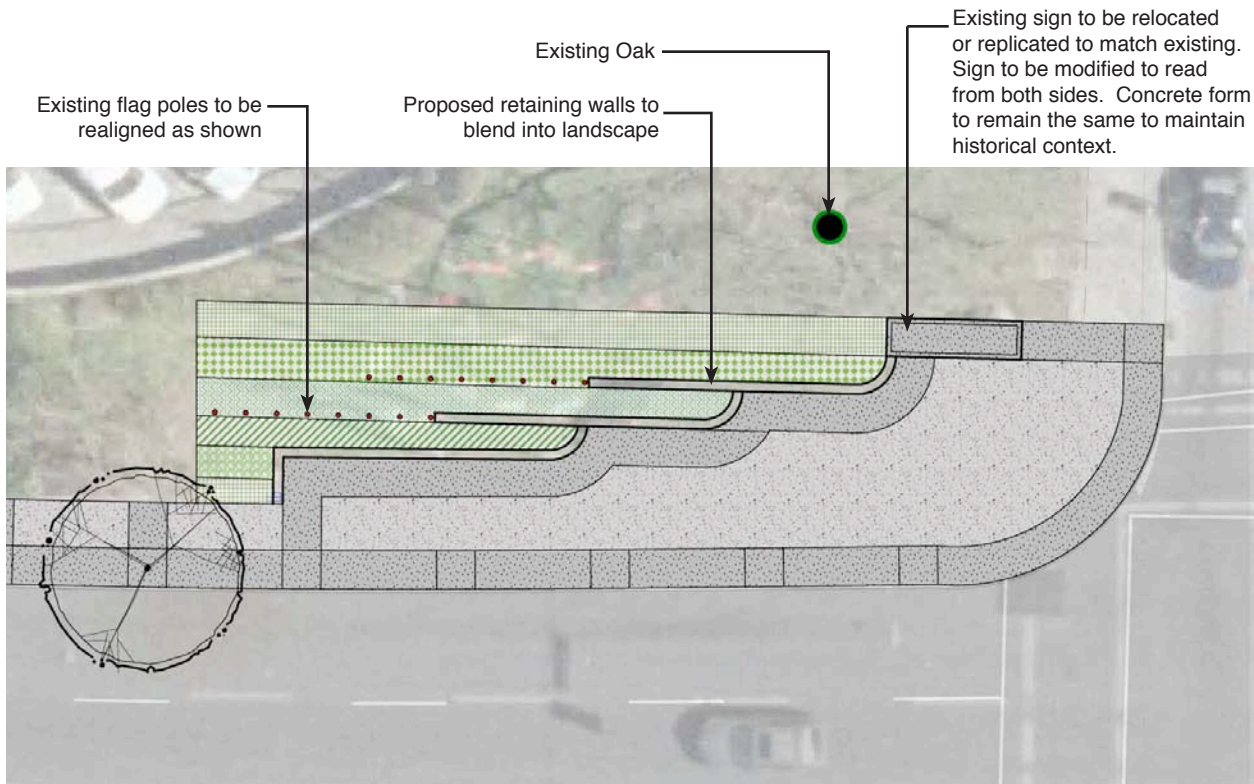 Existing flag poles to be
realigned as shown
Existing Oak
Proposed retaining walls to
blend into landscape
Existing sign to be relocated
or replicated to match existing.
Sign to be modified to read
from both sides.  Concrete form
to remain the same to maintain
historical context.